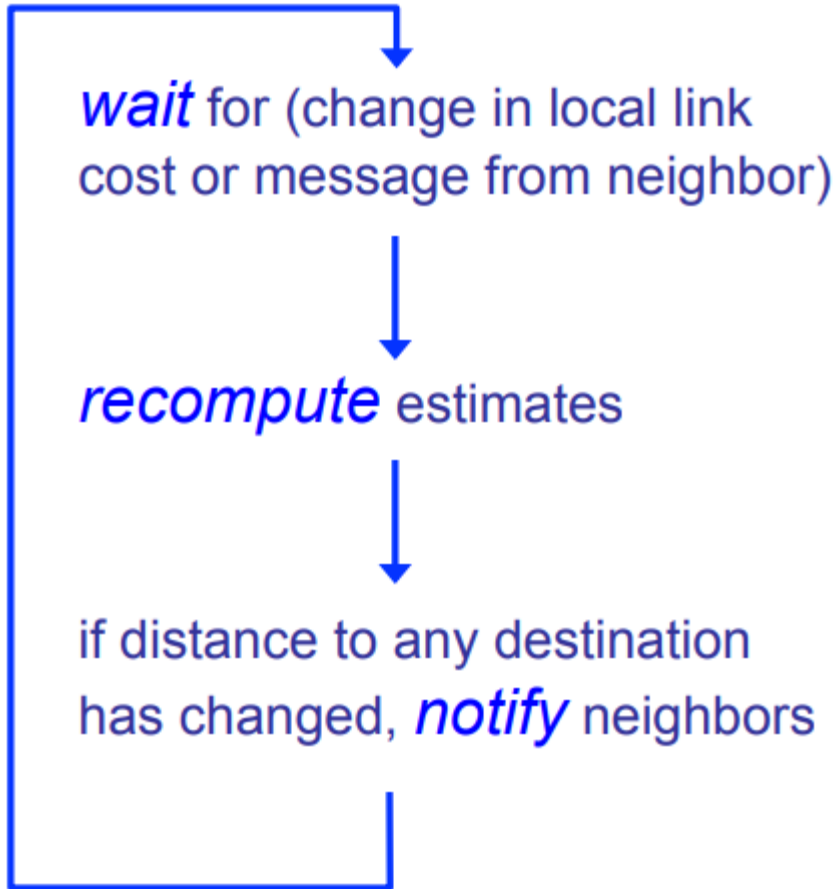 wait for (change in local link
cost or message from neighbor)
recompute estimates
if distance to any destination
has changed, notify neighbors